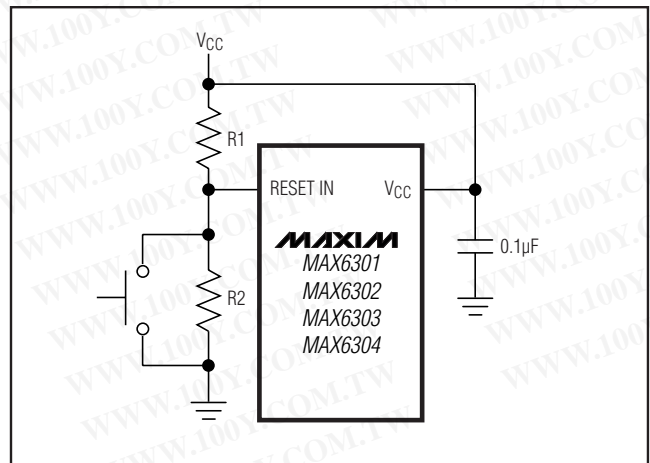 VCC
R1
RESET IN
VCC
MAXIM
MAX6301
MAX6302
MAX6303
MAX6304
0.1µF
R2
WWW.100Y.COM.TW